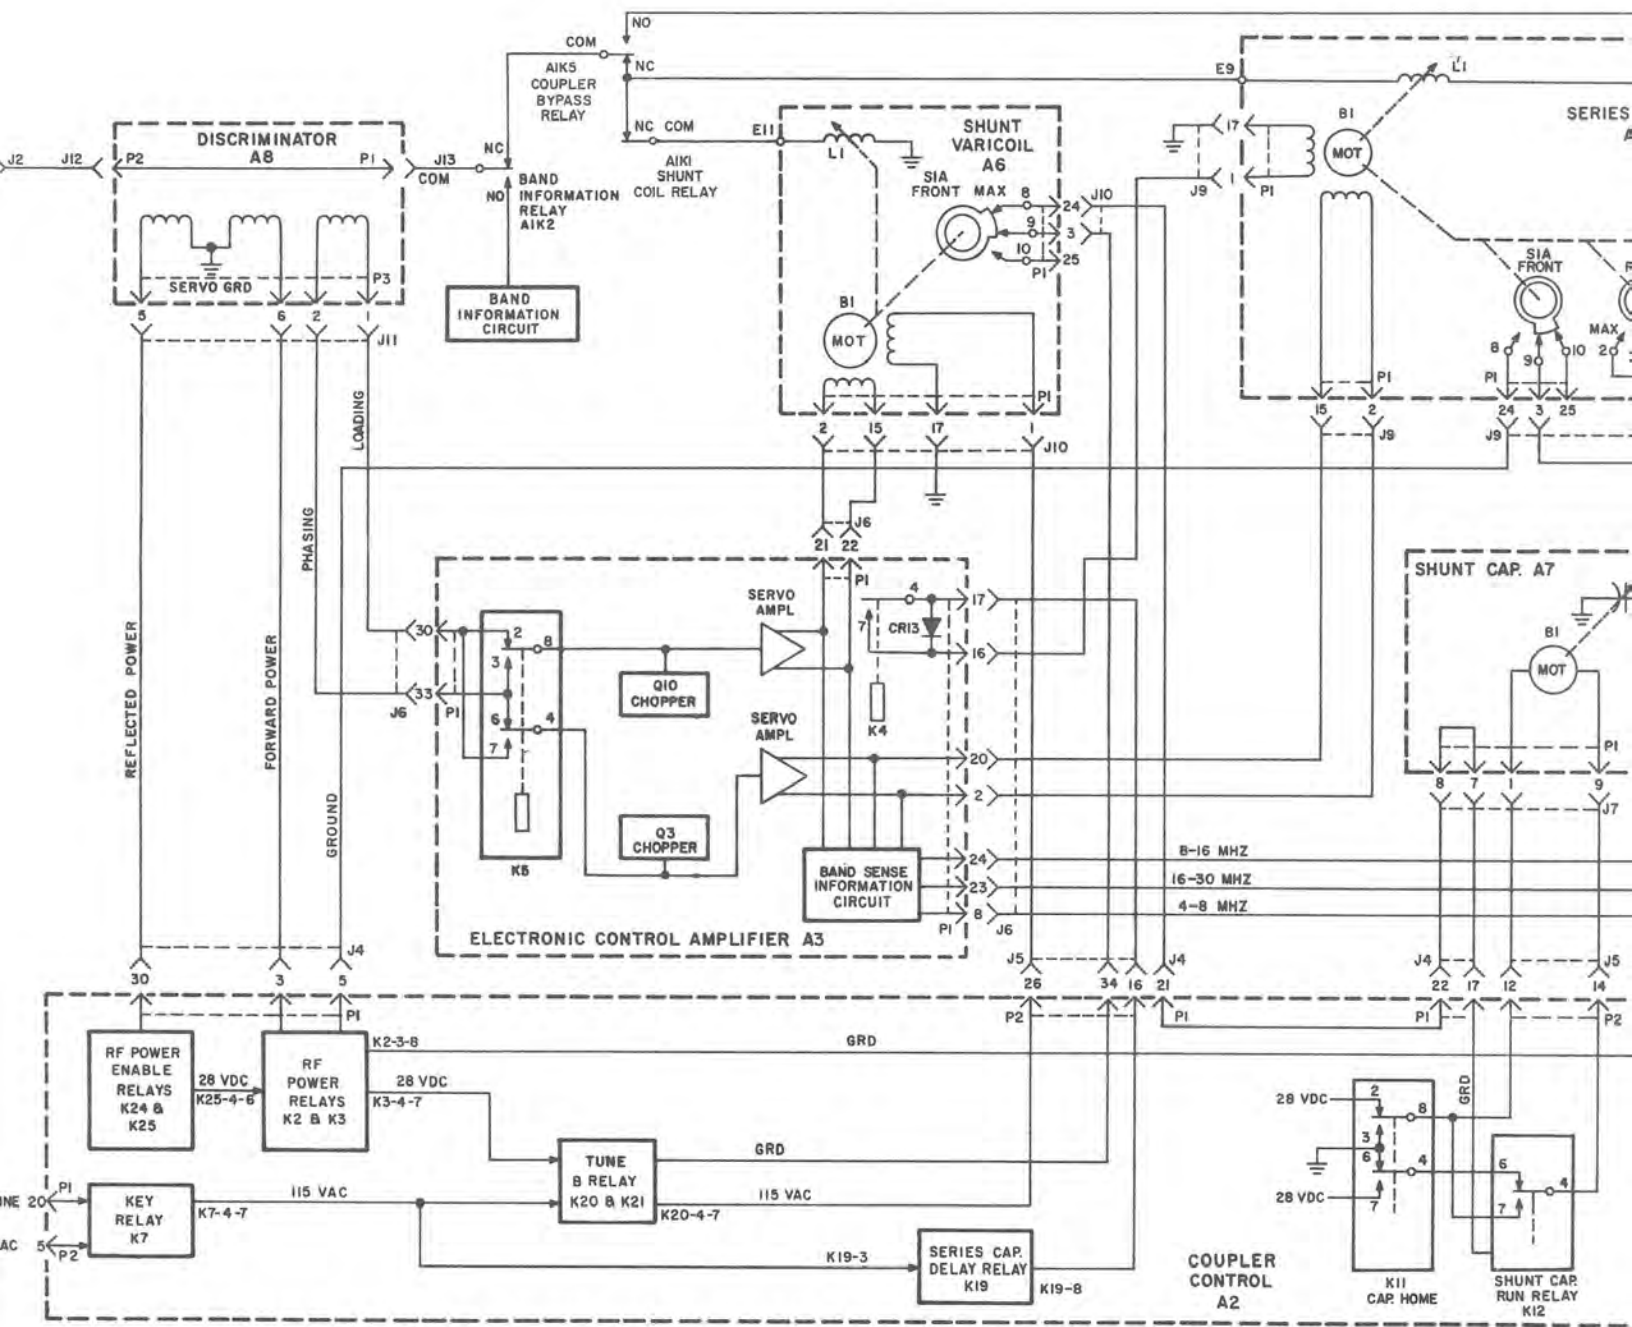 NO
COM
NC
A1K5
COUPLER
BYPASS
RELAY
E9
L1
SERIES
A
B1
MOT
17
1
J9
P1
J2
J12
P2
DISCRIMINATOR
A8
P1
J13
COM
NC
NO
BAND
INFORMATION
RELAY
A1K2
NC COM
E11
A1K1
SHUNT
COIL RELAY
SHUNT
VARICOIL
A6
L1
S1A
FRONT
MAX
8
9
10
24
3
25
J10
P1
B1
MOT
P1
2
15
17
1
J10
SERVO GRD
P3
5
6
2
1
J11
BAND
INFORMATION
CIRCUIT
S1A
FRONT
R
MAX
8
9
10
2
P1
P1
15
2
24
3
25
J9
J9
LOADING
PHASING
REFLECTED POWER
FORWARD POWER
GROUND
J6
21
22
P1
SERVO
AMPL
4
17
7
CR13
16
K4
30
33
J6
P1
2
8
3
6
4
7
K5
Q10
CHOPPER
SERVO
AMPL
20
2
Q3
CHOPPER
BAND SENSE
INFORMATION
CIRCUIT
24
23
8
P1
J6
8-16 MHZ
16-30 MHZ
4-8 MHZ
ELECTRONIC CONTROL AMPLIFIER A3
SHUNT CAP. A7
B1
MOT
P1
8
7
1
9
J7
J4
30
3
5
P1
J5
J4
26
34
16
21
P2
P1
J4
J5
22
17
12
14
P1
P2
RF POWER
ENABLE
RELAYS
K24 &
K25
28 VDC
K25-4-6
RF
POWER
RELAYS
K2 & K3
K2-3-8
GRD
28 VDC
K3-4-7
TUNE
B RELAY
K20 & K21
GRD
115 VAC
K20-4-7
NE 20
P1
AC 5
P2
KEY
RELAY
K7
115 VAC
K7-4-7
K19-3
SERIES CAP.
DELAY RELAY
K19
K19-8
COUPLER
CONTROL
A2
28 VDC
2
8
3
6
4
28 VDC
7
K11
CAP. HOME
GRD
6
4
7
SHUNT CAP.
RUN RELAY
K12